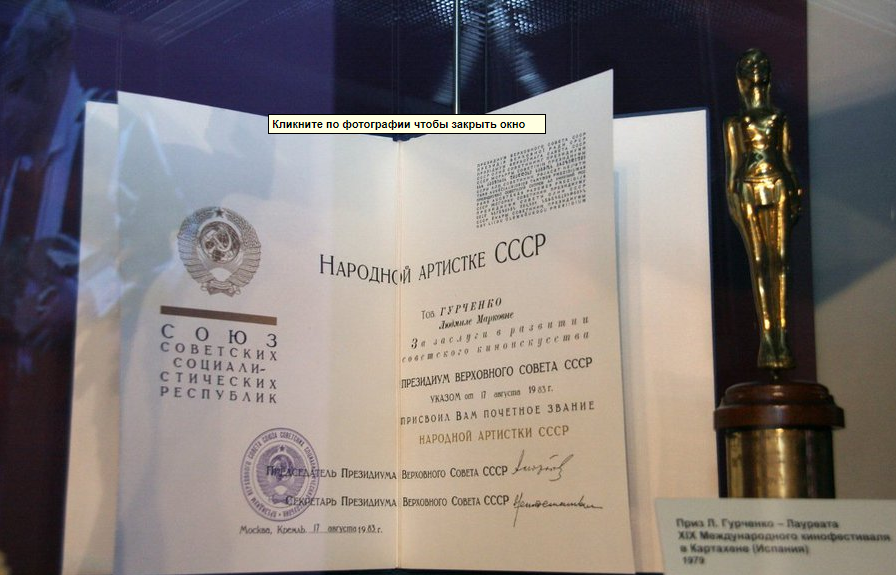 Кликните по фотографии чтобы закрыть окно
СОЮЗ
СОВЕТСКИХ
СОЦИАЛИ-
СТИЧЕСКИХ
РЕСПУБЛИК
НАРОДНОЙ АРТИСТКЕ СССР
Тов. ГУРЧЕНКО
Людмиле Марковне
За заслуги в развитии
советского киноискусства
ПРЕЗИДИУМ ВЕРХОВНОГО СОВЕТА СССР
УКАЗОМ от 17 августа 1983 г.
ПРИСВОИЛ ВАМ ПОЧЕТНОЕ ЗВАНИЕ
НАРОДНОЙ АРТИСТКИ СССР
Председатель Президиума Верховного Совета СССР
Секретарь Президиума Верховного Совета СССР
Москва, Кремль. 17 августа 1983 г.
Приз Л. Гурченко – Лауреата
XIX Международного кинофестиваля
в Картахене (Испания)
1979